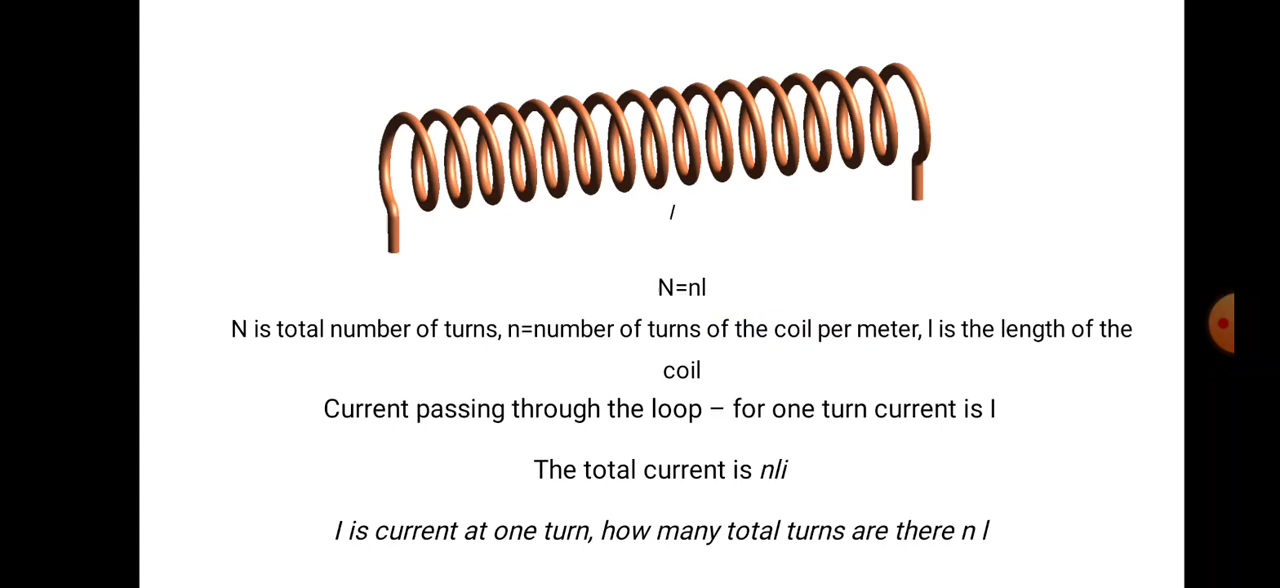 l
N=nl
N is total number of turns, n=number of turns of the coil per meter, l is the length of the
coil
Current passing through the loop – for one turn current is I
The total current is nli
I is current at one turn, how many total turns are there n l